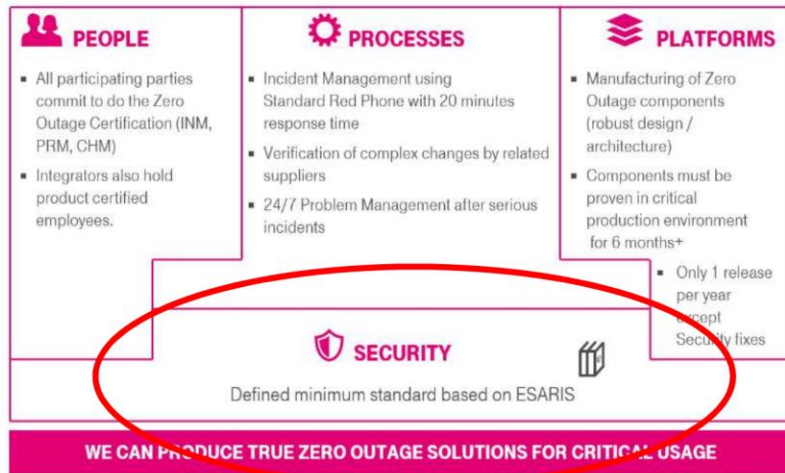 PEOPLE
All participating parties
commit to do the Zero
Outage Certification (INM,
PRM, CHM)
Integrators also hold
product certified
employees.
PROCESSES
Incident Management using
Standard Red Phone with 20 minutes
response time
Verification of complex changes by related
suppliers
24/7 Problem Management after serious
incidents
PLATFORMS
Manufacturing of Zero
Outage components
(robust design /
architecture)
Components must be
proven in critical
production environment
for 6 months+
Only 1 release
per year
except
Security fixes
SECURITY
Defined minimum standard based on ESARIS
WE CAN PRODUCE TRUE ZERO OUTAGE SOLUTIONS FOR CRITICAL USAGE